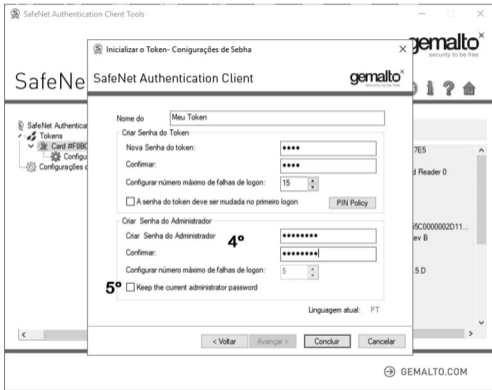 SafeNet Authentication Client Tools
gemalto
security to be free
SafeNe
SafeNet Authentica
Tokens
Card #F8BC
Configu
Configurações d
Inicializar o Token- Conigurações de Sebha
SafeNet Authentication Client
gemalto
security to be free
Nome do
Meu Token
Criar Senha do Token
Nova Senha do token:
Confirmar:
Configurar número máximo de falhas de logon:
15
A senha do token deve ser mudada no primeiro logon
PIN Policy
Criar Senha do Administrador
Criar Senha do Administrador
4º
Confirmar:
Configurar número máximo de falhas de logon:
5
5º
Keep the current administrator password
Linguagem atual: PT
< Voltar
Avançar >
Concluir
Cancelar
7E5
d Reader 0
5C0000002D11...
ev B
.5.D
GEMALTO.COM